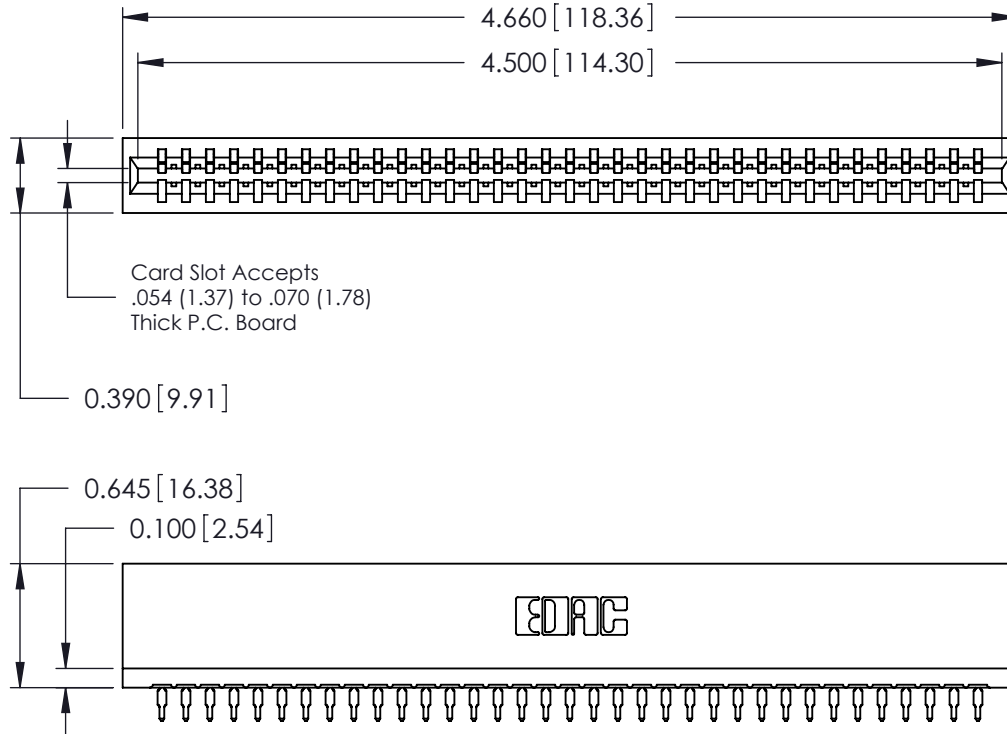 4.660 [118.36]
4.500 [114.30]
Card Slot Accepts
.054 (1.37) to .070 (1.78)
Thick P.C. Board
0.390 [9.91]
0.645 [16.38]
0.100 [2.54]
EDAC